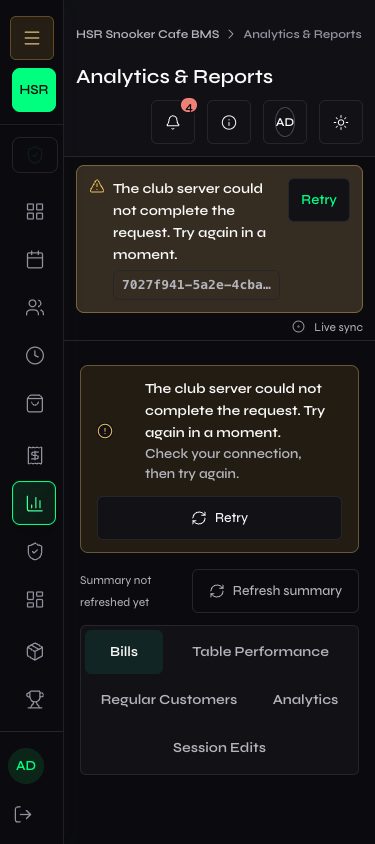 HSR Snooker Cafe BMS > Analytics & Reports
HSR
Analytics & Reports
4
AD
The club server could
not complete the
request. Try again in a
moment.
Retry
7027f941-5a2e-4cba…
Live sync
The club server could not
complete the request. Try
again in a moment.
Check your connection,
then try again.
Retry
Summary not
refreshed yet
Refresh summary
Bills
Table Performance
Regular Customers
Analytics
Session Edits
AD